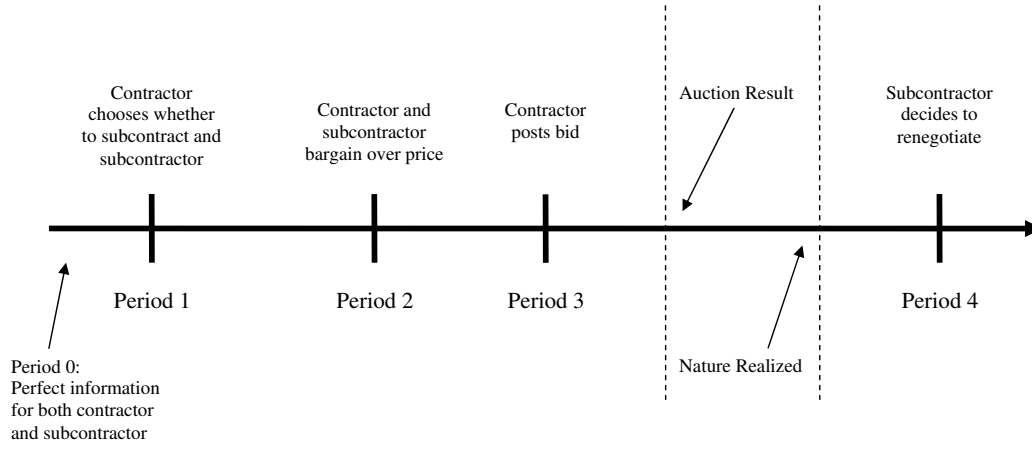 Contractor
chooses whether
to subcontract and
subcontractor
Contractor and
subcontractor
bargain over price
Contractor
posts bid
Auction Result
Subcontractor
decides to
renegotiate
Period 1
Period 2
Period 3
Period 4
Period 0:
Perfect information
for both contractor
and subcontractor
Nature Realized